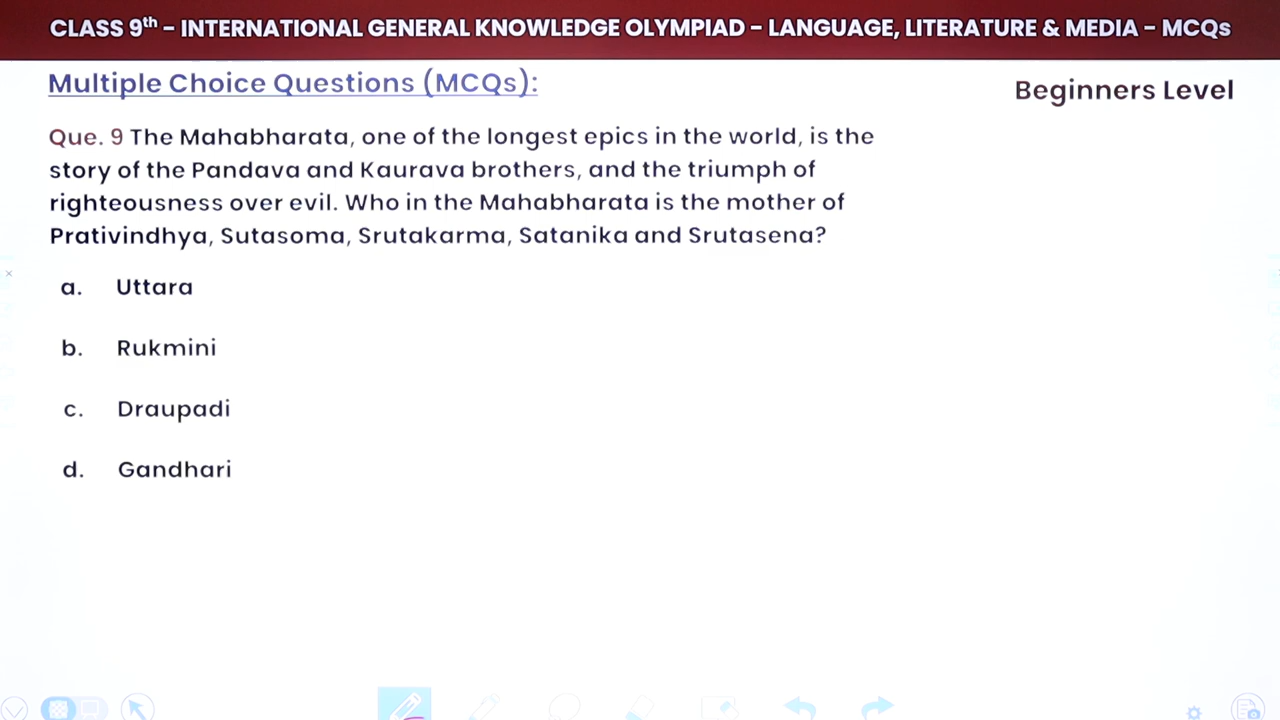 CLASS 9th – INTERNATIONAL GENERAL KNOWLEDGE OLYMPIAD – LANGUAGE, LITERATURE & MEDIA – MCQs
Multiple Choice Questions (MCQs):
Beginners Level
Que. 9 The Mahabharata, one of the longest epics in the world, is the
story of the Pandava and Kaurava brothers, and the triumph of
righteousness over evil. Who in the Mahabharata is the mother of
Prativindhya, Sutasoma, Srutakarma, Satanika and Srutasena?
a. Uttara
b. Rukmini
c. Draupadi
d. Gandhari